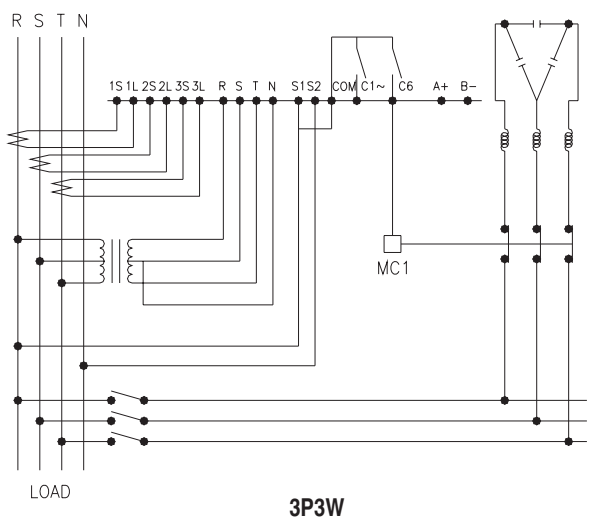 R S T N
1S 1L 2S 2L 3S 3L R S T N S1 S2 COM C1~ C6 A+ B-
MC1
LOAD
3P3W